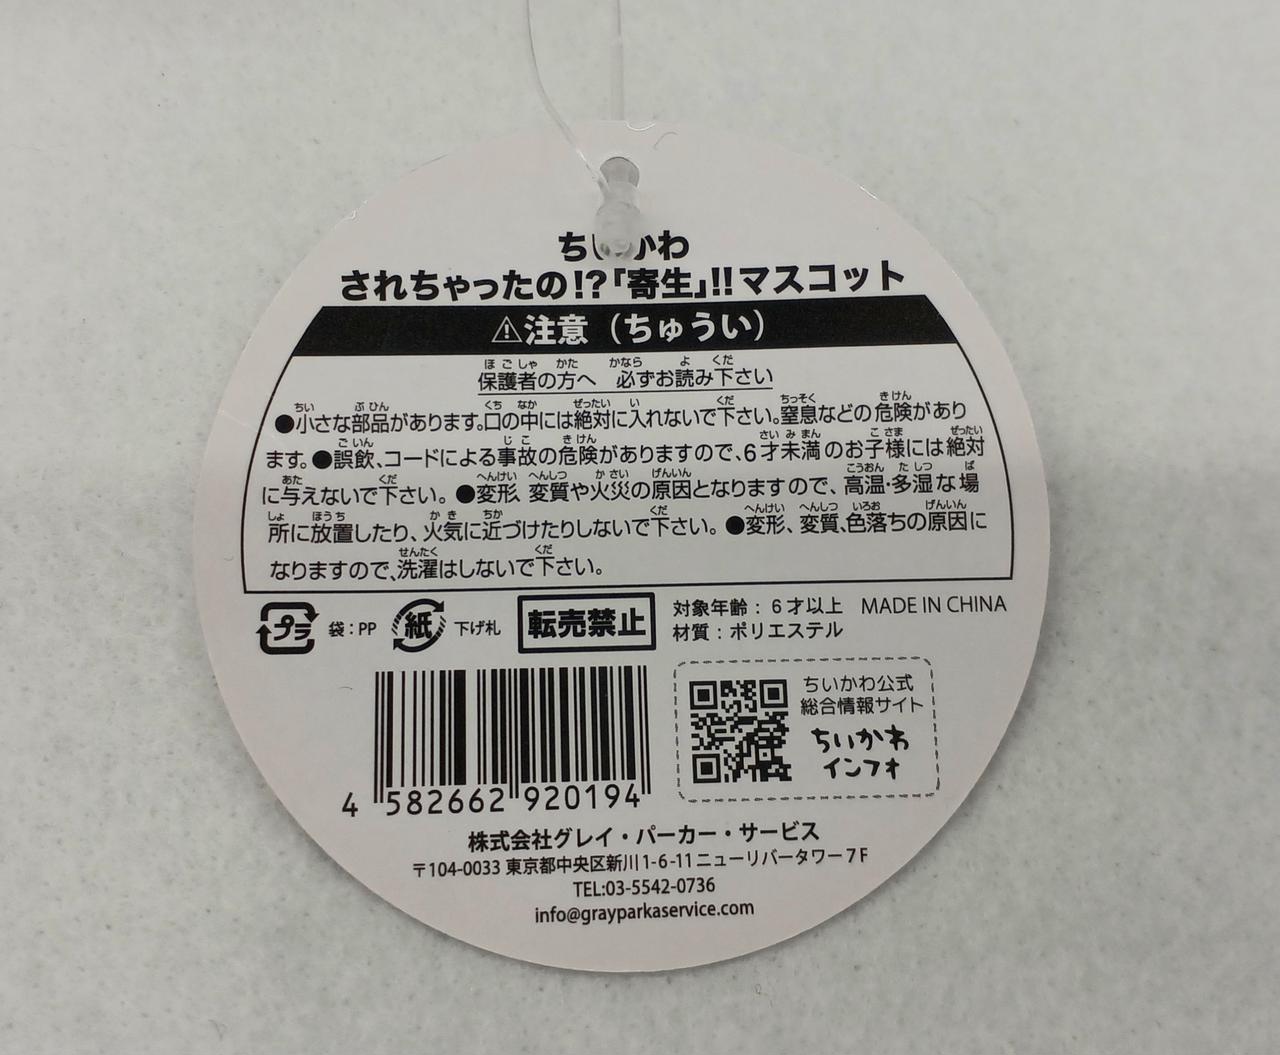 ちいかわ
されちゃったの!?「寄生」!!マスコット
⚠注意（ちゅうい）
保護者の方へ 必ずお読み下さい
●小さな部品があります。口の中には絶対に入れないで下さい。窒息などの危険があり
ます。●誤飲、コードによる事故の危険がありますので、6才未満のお子様には絶対
に与えないで下さい。●変形、変質や火災の原因となりますので、高温・多湿な場
所に放置したり、火気に近づけたりしないで下さい。●変形、変質、色落ちの原因に
なりますので、洗濯はしないで下さい。
プラ 袋：PP 紙 下げ札 転売禁止 対象年齢：6才以上 MADE IN CHINA
材質：ポリエステル
ちいかわ公式
総合情報サイト
ちいかわ
インフォ
4 582662 920194
株式会社グレイ・パーカー・サービス
〒104-0033 東京都中央区新川1-6-11ニューリバータワー7F
TEL:03-5542-0736
info@grayparkaservice.com